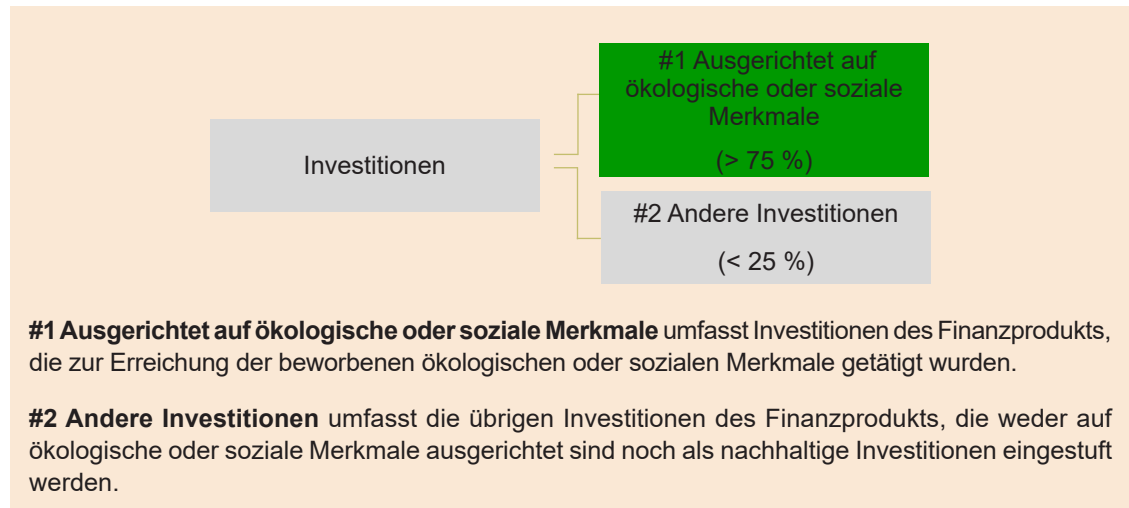 #1 Ausgerichtet auf
ökologische oder soziale
Merkmale
(> 75 %)
Investitionen
#2 Andere Investitionen
(< 25 %)
#1 Ausgerichtet auf ökologische oder soziale Merkmale umfasst Investitionen des Finanzprodukts,
die zur Erreichung der beworbenen ökologischen oder sozialen Merkmale getätigt wurden.
#2 Andere Investitionen umfasst die übrigen Investitionen des Finanzprodukts, die weder auf
ökologische oder soziale Merkmale ausgerichtet sind noch als nachhaltige Investitionen eingestuft
werden.